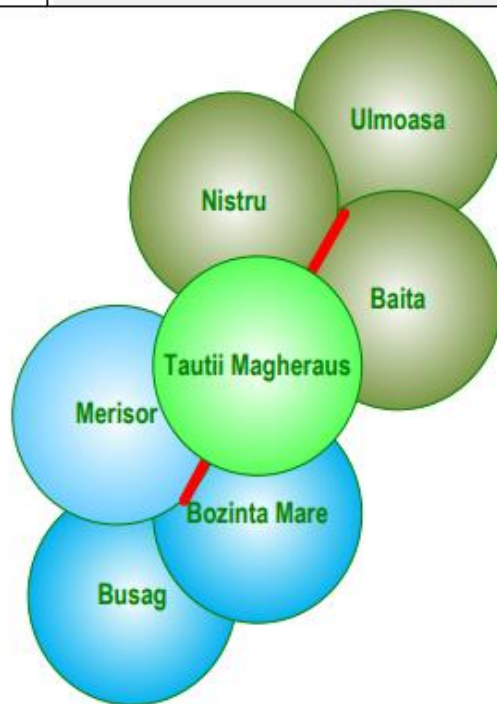 Ulmoasa
Nistru
Baita
Tautii Magheraus
Merisor
Bozinta Mare
Busag